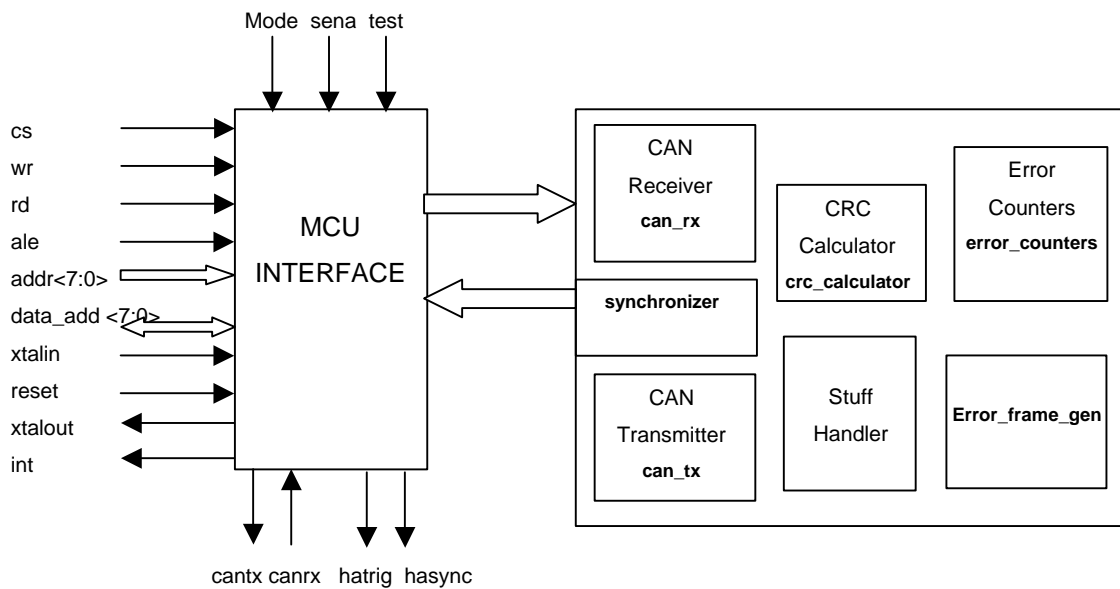 Mode sena test
cs
wr
rd
ale
addr<7:0>
data_add <7:0>
xtalin
reset
xtalout
int
MCU
INTERFACE
cantx canrx hatrig hasync
CAN
Receiver
can_rx
synchronizer
CAN
Transmitter
can_tx
CRC
Calculator
crc_calculator
Stuff
Handler
Error
Counters
error_counters
Error_frame_gen